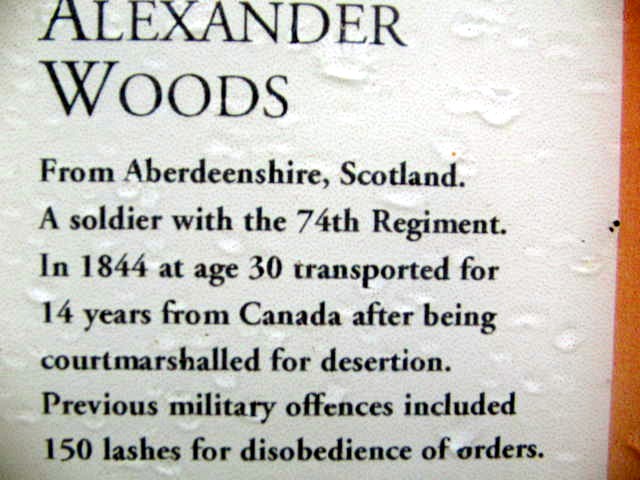 ALEXANDER
WOODS
From Aberdeenshire, Scotland.
A soldier with the 74th Regiment.
In 1844 at age 30 transported for
14 years from Canada after being
courtmarshalled for desertion.
Previous military offences included
150 lashes for disobedience of orders.